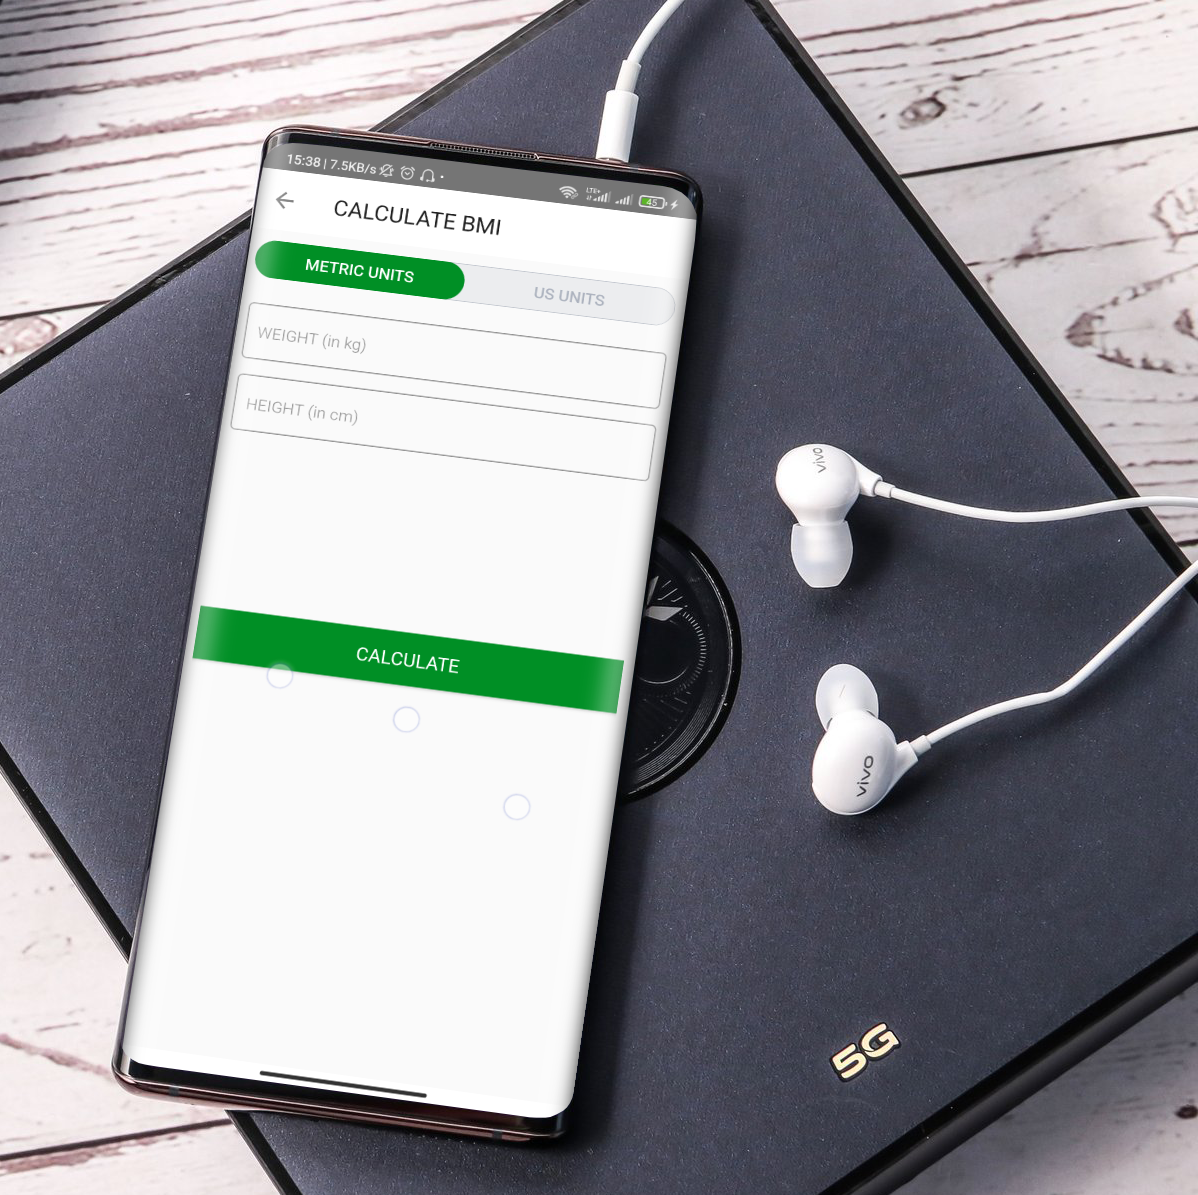 15:38 | 7.5KB/s
LTE+
45
CALCULATE BMI
METRIC UNITS
US UNITS
WEIGHT (in kg)
HEIGHT (in cm)
CALCULATE
vivo
vivo
5G